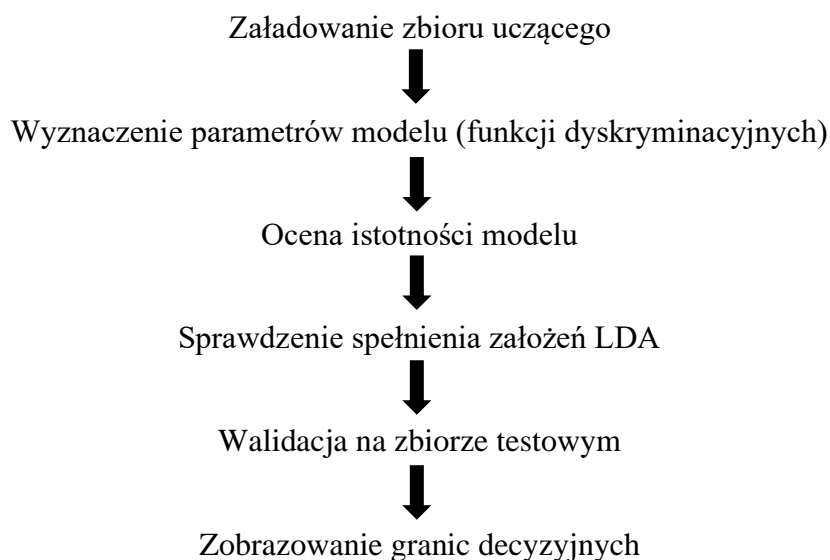 Załadowanie zbioru uczącego
Wyznaczenie parametrów modelu (funkcji dyskryminacyjnych)
Ocena istotności modelu
Sprawdzenie spełnienia założeń LDA
Walidacja na zbiorze testowym
Zobrazowanie granic decyzyjnych